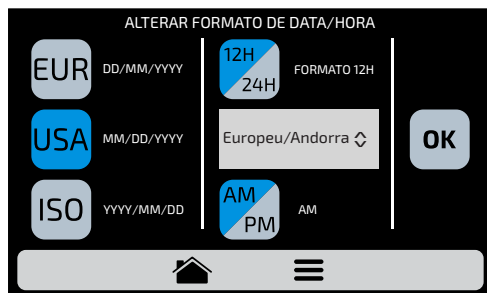 ALTERAR FORMATO DE DATA/HORA
EUR DD/MM/YYYY
USA MM/DD/YYYY
ISO YYYY/MM/DD
12H
24H
FORMATO 12H
Europeu/Andorra
AM
PM
AM
OK